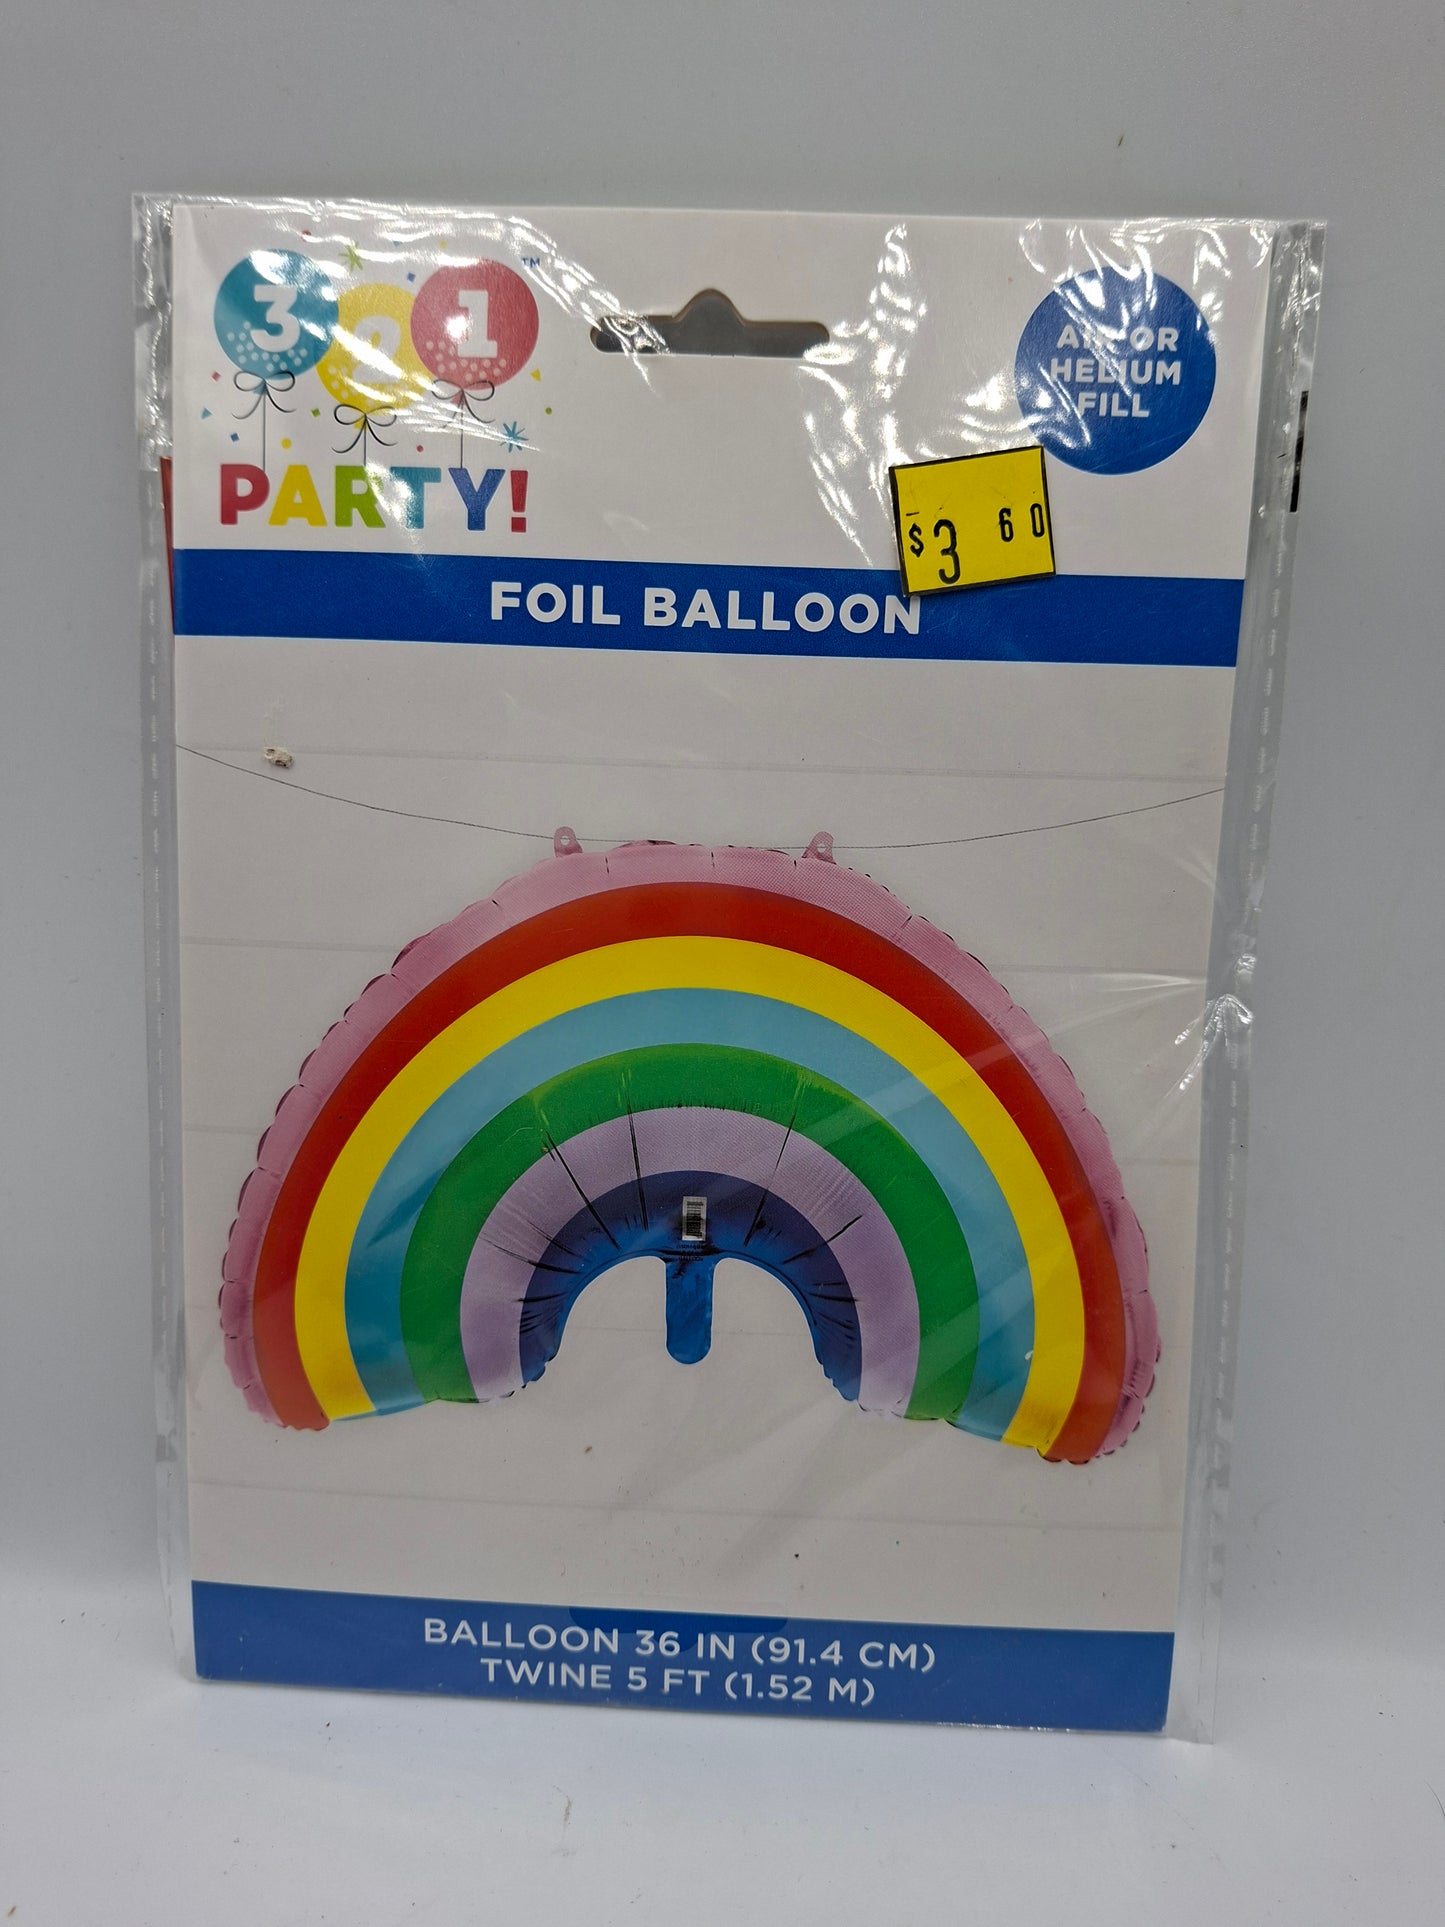 3 2 1 ™
PARTY!
AIR OR
HELIUM
FILL
$3 60
FOIL BALLOON
BALLOON 36 IN (91.4 CM)
TWINE 5 FT (1.52 M)